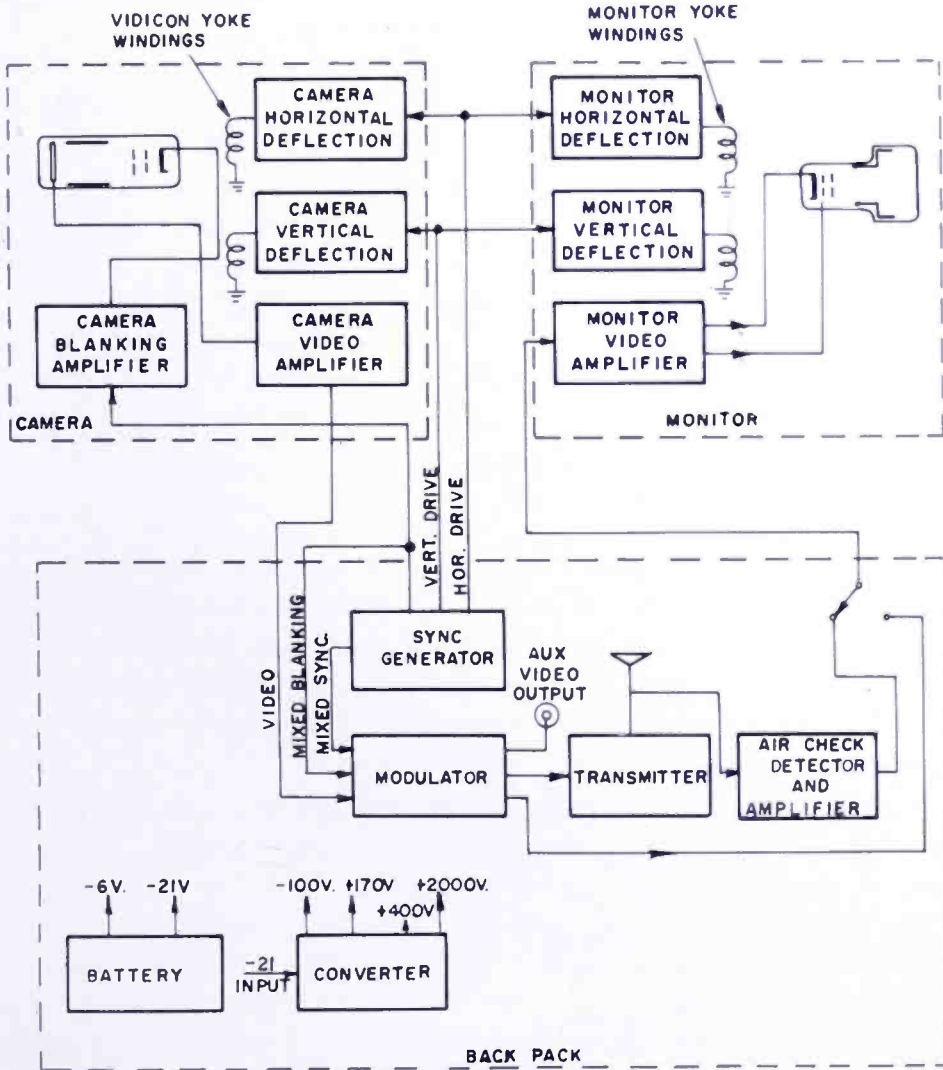 VIDICON YOKE
WINDINGS
MONITOR YOKE
WINDINGS
CAMERA
HORIZONTAL
DEFLECTION
MONITOR
HORIZONTAL
DEFLECTION
CAMERA
VERTICAL
DEFLECTION
MONITOR
VERTICAL
DEFLECTION
CAMERA
BLANKING
AMPLIFIER
CAMERA
VIDEO
AMPLIFIER
MONITOR
VIDEO
AMPLIFIER
CAMERA
MONITOR
VIDEO
MIXED BLANKING
MIXED SYNC.
VERT. DRIVE
HOR. DRIVE
SYNC
GENERATOR
AUX
VIDEO
OUTPUT
MODULATOR
TRANSMITTER
AIR CHECK
DETECTOR
AND
AMPLIFIER
-6V. -21V
BATTERY
-100V. +170V +2000V.
+400V
-21
INPUT
CONVERTER
BACK PACK